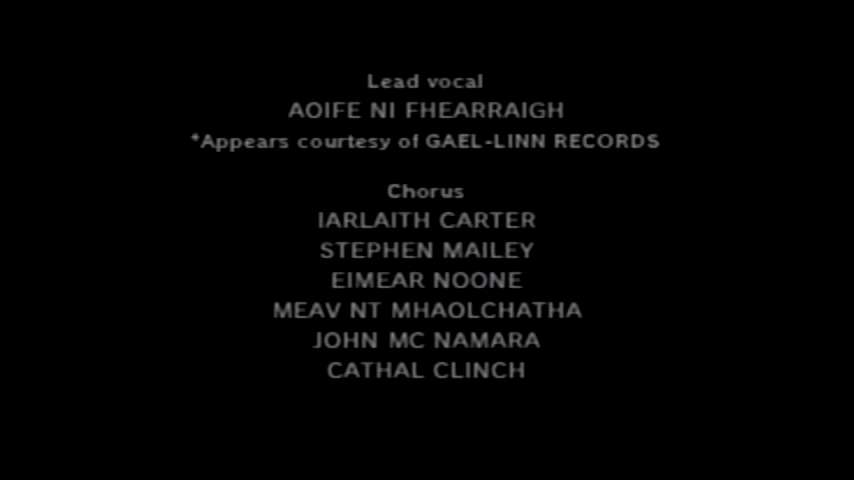 Lead vocal
AOIFE NI FHEARRAIGH
*Appears courtesy of GAEL-LINN RECORDS
Chorus
IARLAITH CARTER
STEPHEN MAILEY
EIMEAR NOONE
MEAV NT MHAOLCHATHA
JOHN MC NAMARA
CATHAL CLINCH